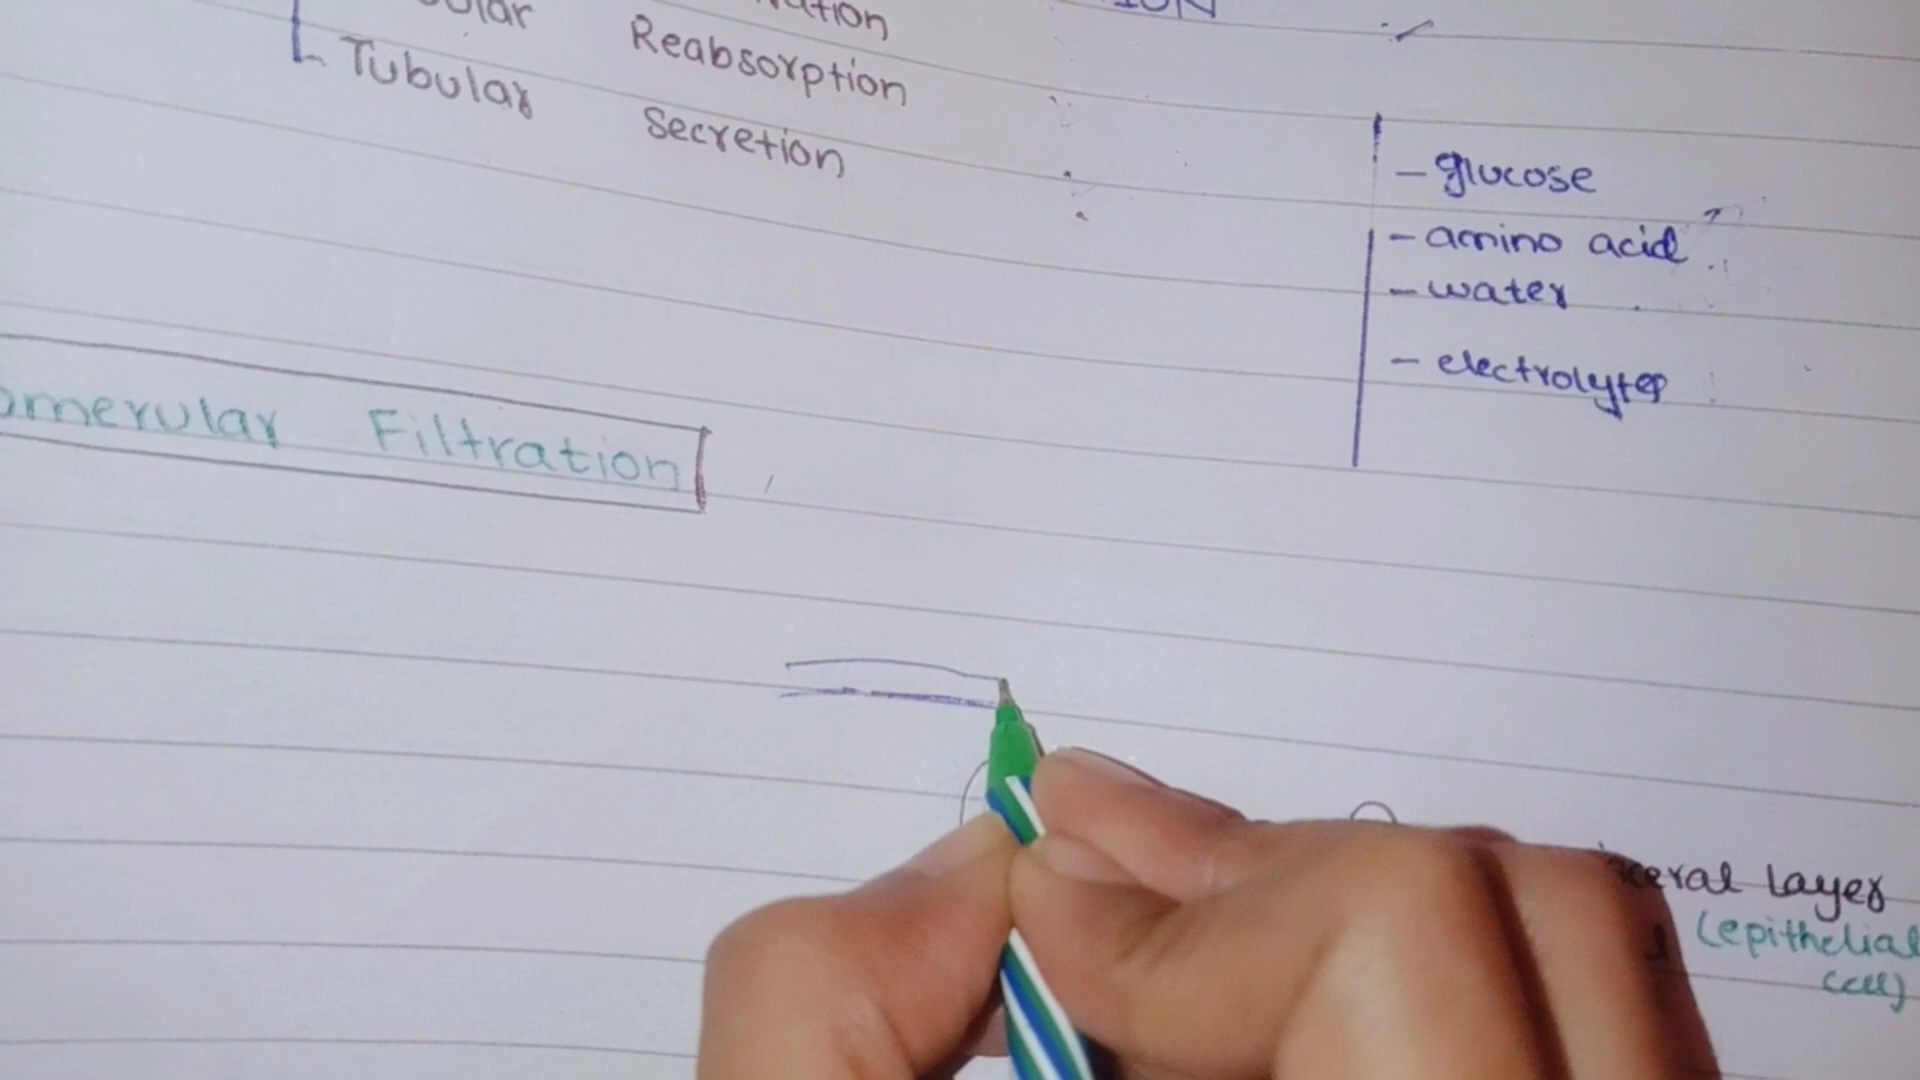 Reabsorption
Tubular Secretion
- glucose
- amino acid
- water
- electrolytes
Filtration
Layer
(epithelial
cell)